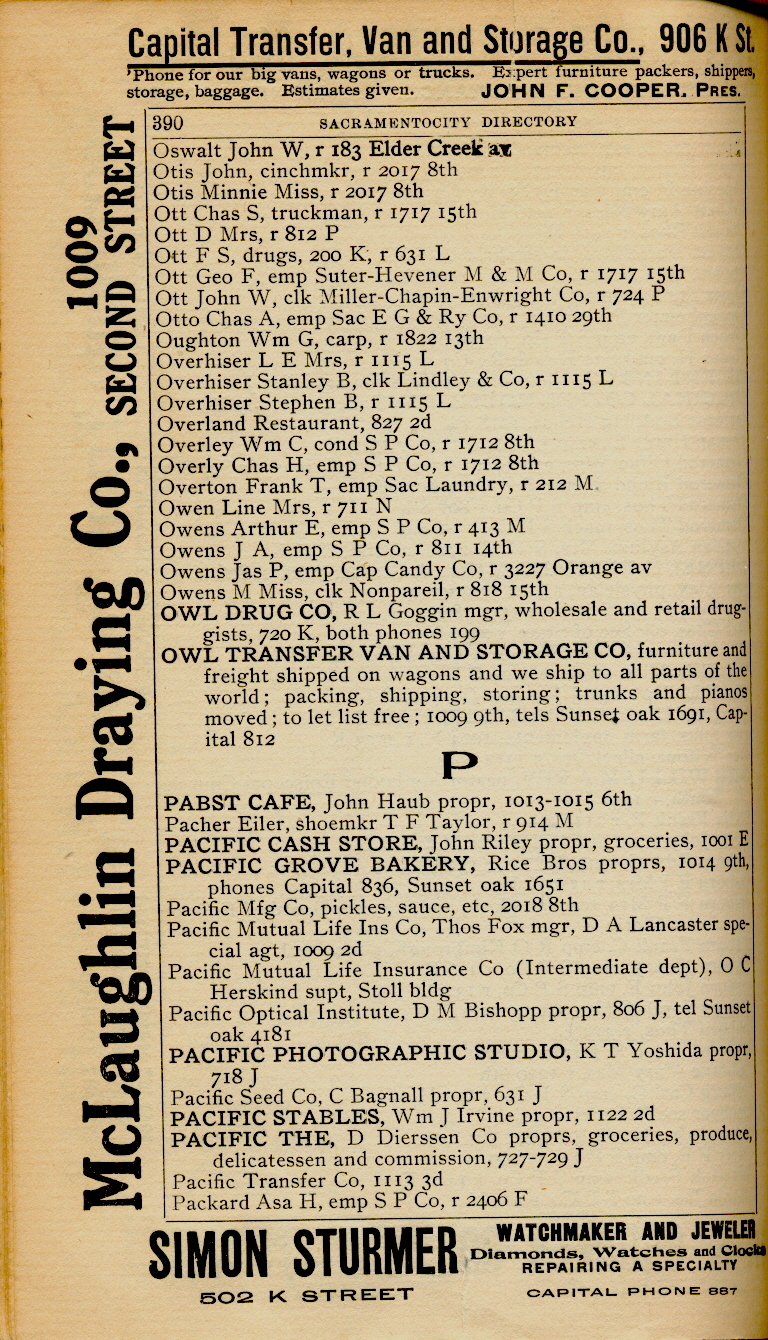 Capital Transfer, Van and Storage Co., 906 K St.
'Phone for our big vans, wagons or trucks. Expert furniture packers, shippers,
storage, baggage. Estimates given. JOHN F. COOPER. PRES.
McLaughlin Draying Co., 1009 SECOND STREET
390 SACRAMENTOCITY DIRECTORY
Oswalt John W, r 183 Elder Creek av
Otis John, cinchmkr, r 2017 8th
Otis Minnie Miss, r 2017 8th
Ott Chas S, truckman, r 1717 15th
Ott D Mrs, r 812 P
Ott F S, drugs, 200 K, r 631 L
Ott Geo F, emp Suter-Hevener M & M Co, r 1717 15th
Ott John W, clk Miller-Chapin-Enwright Co, r 724 P
Otto Chas A, emp Sac E G & Ry Co, r 1410 29th
Oughton Wm G, carp, r 1822 13th
Overhiser L E Mrs, r 1115 L
Overhiser Stanley B, clk Lindley & Co, r 1115 L
Overhiser Stephen B, r 1115 L
Overland Restaurant, 827 2d
Overley Wm C, cond S P Co, r 1712 8th
Overly Chas H, emp S P Co, r 1712 8th
Overton Frank T, emp Sac Laundry, r 212 M
Owen Line Mrs, r 711 N
Owens Arthur E, emp S P Co, r 413 M
Owens J A, emp S P Co, r 811 14th
Owens Jas P, emp Cap Candy Co, r 3227 Orange av
Owens M Miss, clk Nonpareil, r 818 15th
OWL DRUG CO, R L Goggin mgr, wholesale and retail drug-
gists, 720 K, both phones 199
OWL TRANSFER VAN AND STORAGE CO, furniture and
freight shipped on wagons and we ship to all parts of the
world; packing, shipping, storing; trunks and pianos
moved; to let list free; 1009 9th, tels Sunset oak 1691, Cap-
ital 812
P
PABST CAFE, John Haub propr, 1013-1015 6th
Pacher Eiler, shoemkr T F Taylor, r 914 M
PACIFIC CASH STORE, John Riley propr, groceries, 1001 E
PACIFIC GROVE BAKERY, Rice Bros proprs, 1014 9th,
phones Capital 836, Sunset oak 1651
Pacific Mfg Co, pickles, sauce, etc, 2018 8th
Pacific Mutual Life Ins Co, Thos Fox mgr, D A Lancaster spe-
cial agt, 1009 2d
Pacific Mutual Life Insurance Co (Intermediate dept), O C
Herskind supt, Stoll bldg
Pacific Optical Institute, D M Bishopp propr, 806 J, tel Sunset
oak 4181
PACIFIC PHOTOGRAPHIC STUDIO, K T Yoshida propr,
718 J
Pacific Seed Co, C Bagnall propr, 631 J
PACIFIC STABLES, Wm J Irvine propr, 1122 2d
PACIFIC THE, D Dierssen Co proprs, groceries, produce,
delicatessen and commission, 727-729 J
Pacific Transfer Co, 1113 3d
Packard Asa H, emp S P Co, r 2406 F
SIMON STURMER
502 K STREET
WATCHMAKER AND JEWELER
Diamonds, Watches and Clocks
REPAIRING A SPECIALTY
CAPITAL PHONE 887